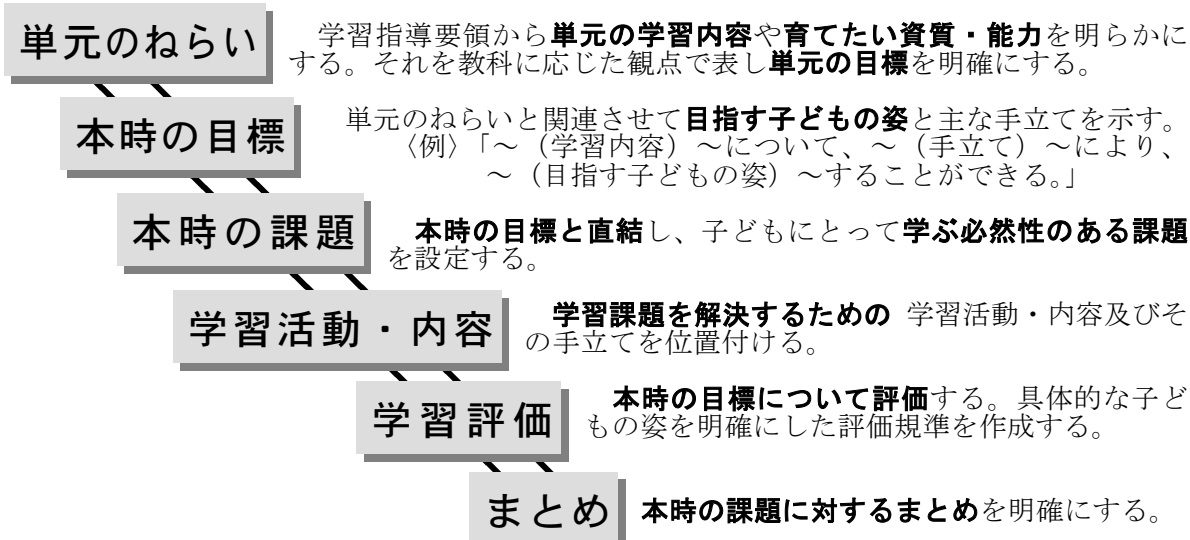 単元のねらい
学習指導要領から単元の学習内容や育てたい資質・能力を明らかに
する。それを教科に応じた観点で表し単元の目標を明確にする。
本時の目標
単元のねらいと関連させて目指す子どもの姿と主な手立てを示す。
〈例〉「～（学習内容）～について、～（手立て）～により、
～（目指す子どもの姿）～することができる。」
本時の課題
本時の目標と直結し、子どもにとって学ぶ必然性のある課題
を設定する。
学習活動・内容
学習課題を解決するための 学習活動・内容及びそ
の手立てを位置付ける。
学習評価
本時の目標について評価する。具体的な子ど
もの姿を明確にした評価規準を作成する。
まとめ
本時の課題に対するまとめを明確にする。